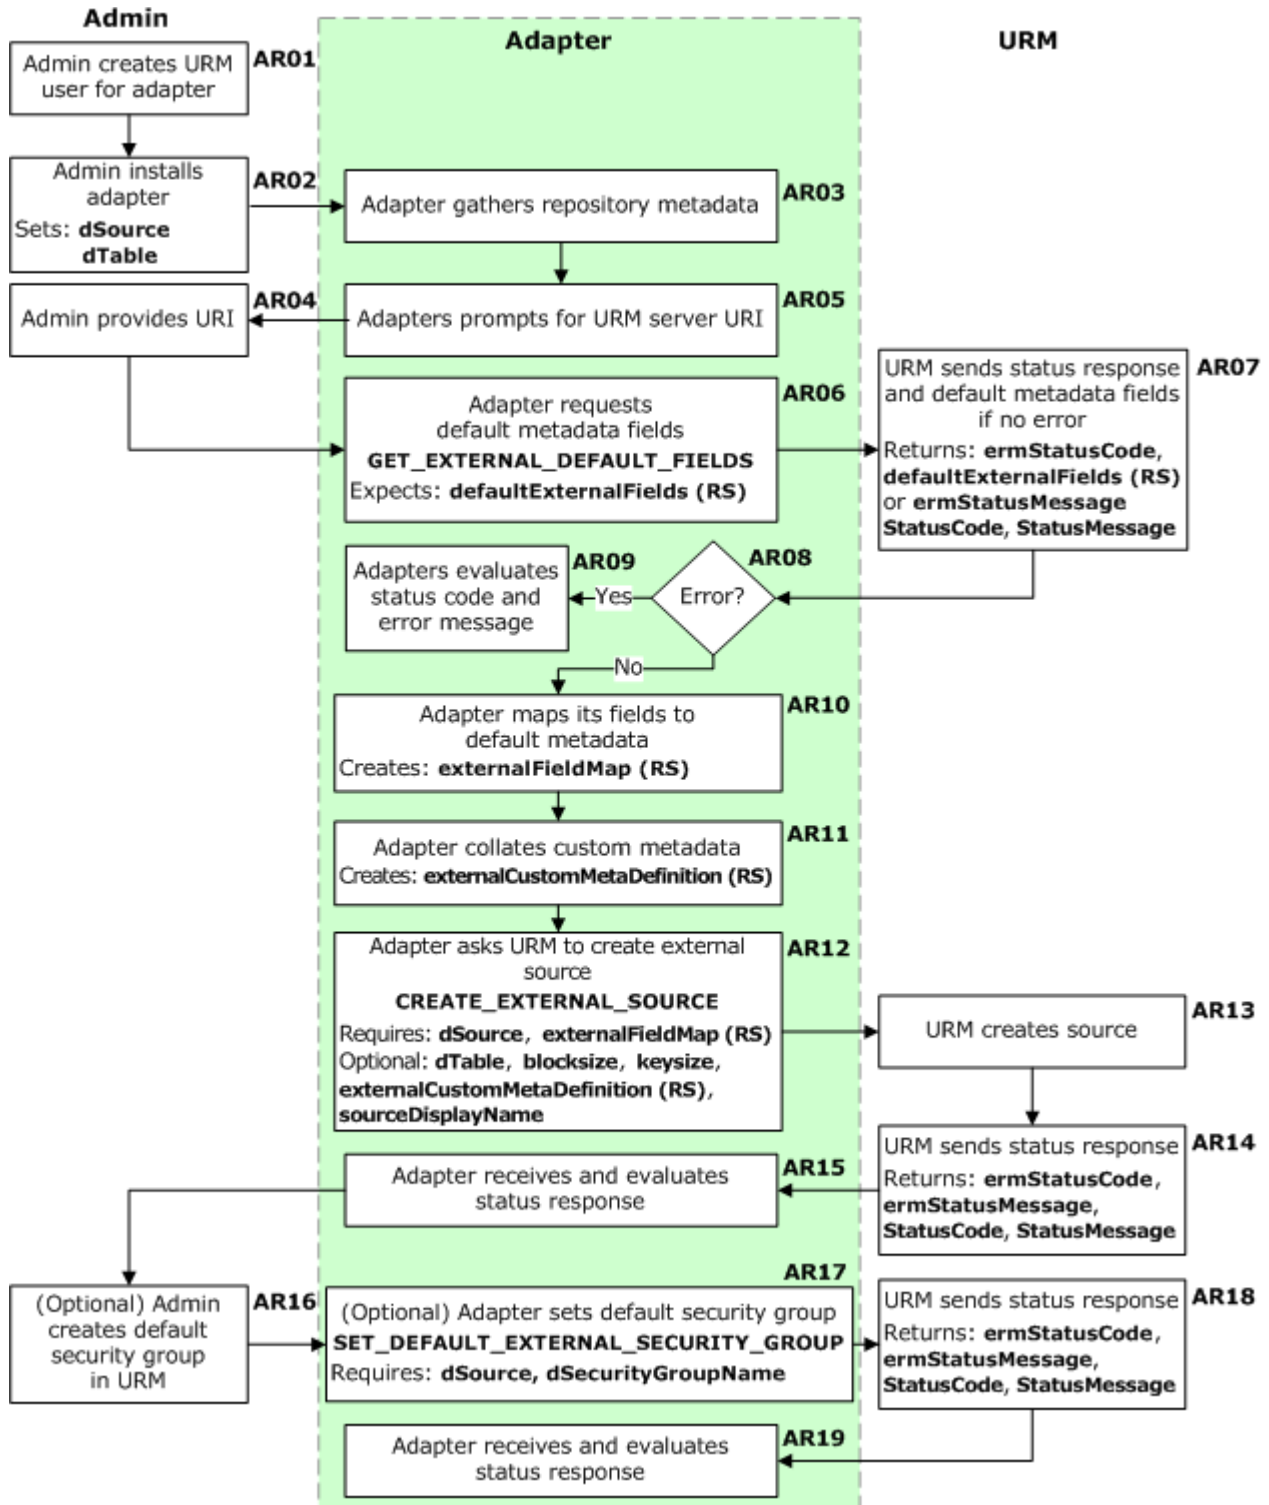 Admin
Adapter
URM
Admin creates URM
user for adapter
AR01
Admin installs
adapter
Sets: dSource
dTable
AR02
Adapter gathers repository metadata
AR03
Admin provides URI
AR04
Adapters prompts for URM server URI
AR05
Adapter requests
default metadata fields
GET_EXTERNAL_DEFAULT_FIELDS
Expects: defaultExternalFields (RS)
AR06
URM sends status response
and default metadata fields
if no error
Returns: ermStatusCode,
defaultExternalFields (RS)
or ermStatusMessage
StatusCode, StatusMessage
AR07
Error?
AR08
Yes
Adapters evaluates
status code and
error message
AR09
No
Adapter maps its fields to
default metadata
Creates: externalFieldMap (RS)
AR10
Adapter collates custom metadata
Creates: externalCustomMetaDefinition (RS)
AR11
Adapter asks URM to create external
source
CREATE_EXTERNAL_SOURCE
Requires: dSource, externalFieldMap (RS)
Optional: dTable, blocksize, keysize,
externalCustomMetaDefinition (RS),
sourceDisplayName
AR12
URM creates source
AR13
URM sends status response
Returns: ermStatusCode,
ermStatusMessage,
StatusCode, StatusMessage
AR14
Adapter receives and evaluates
status response
AR15
(Optional) Admin
creates default
security group
in URM
AR16
(Optional) Adapter sets default security group
SET_DEFAULT_EXTERNAL_SECURITY_GROUP
Requires: dSource, dSecurityGroupName
AR17
URM sends status response
Returns: ermStatusCode,
ermStatusMessage,
StatusCode, StatusMessage
AR18
Adapter receives and evaluates
status response
AR19